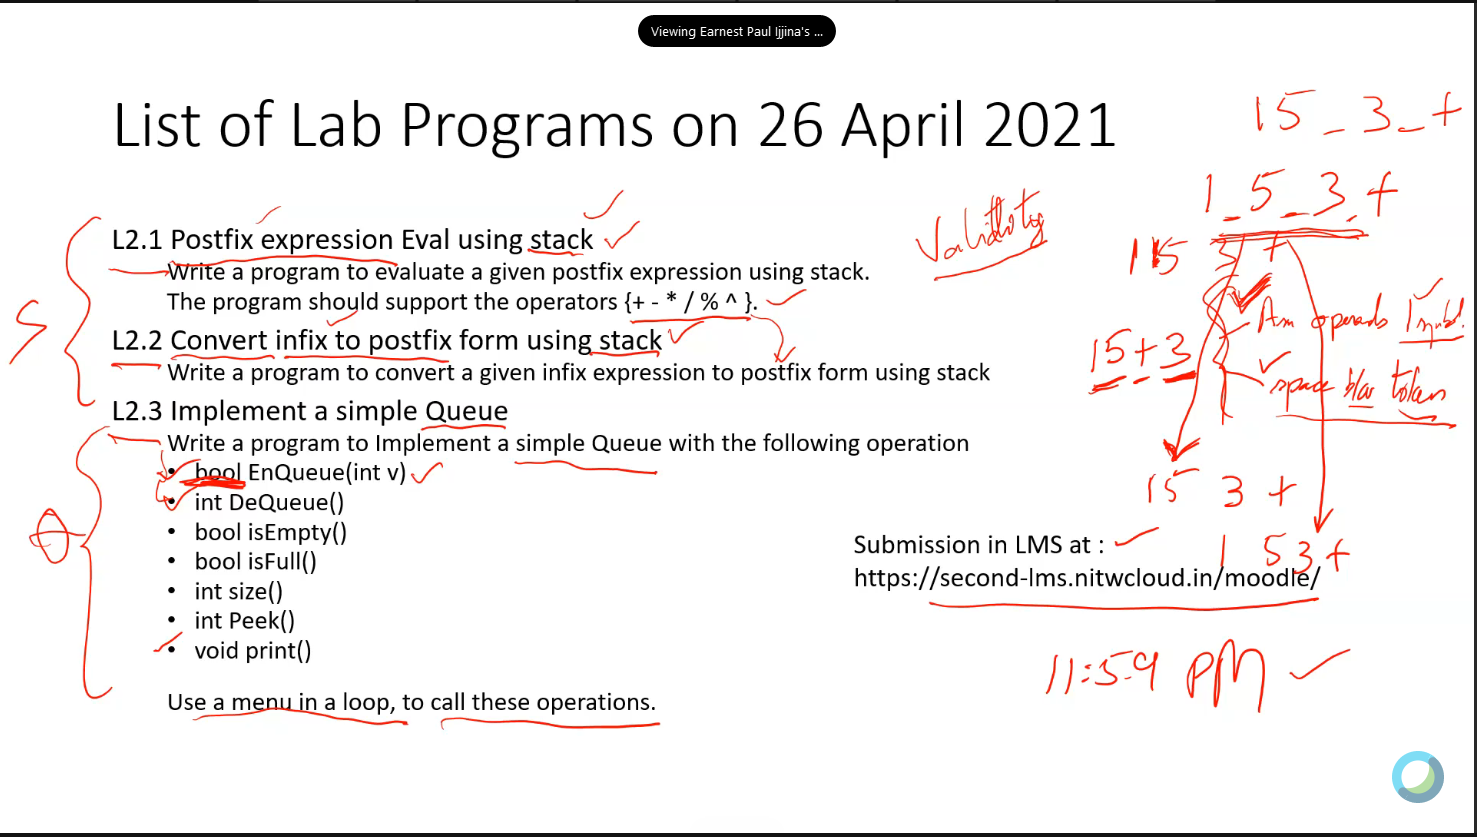 Viewing Earnest Paul Ijjina's ...
List of Lab Programs on 26 April 2021
15 _ 3 _ +
1 _ 5 _ 3 _ +
L2.1 Postfix expression Eval using stack
Validity
Write a program to evaluate a given postfix expression using stack.
The program should support the operators {+ - * / % ^ }.
15 3 +
operands 1 symbol
L2.2 Convert infix to postfix form using stack
15+3
Write a program to convert a given infix expression to postfix form using stack
space tokens
L2.3 Implement a simple Queue
Write a program to Implement a simple Queue with the following operation
S
Q
• bool EnQueue(int v)
• int DeQueue()
• bool isEmpty()
• bool isFull()
• int size()
• int Peek()
• void print()
15 3 +
1 53+
Submission in LMS at :
https://second-lms.nitwcloud.in/moodle/
11:59 PM
Use a menu in a loop, to call these operations.